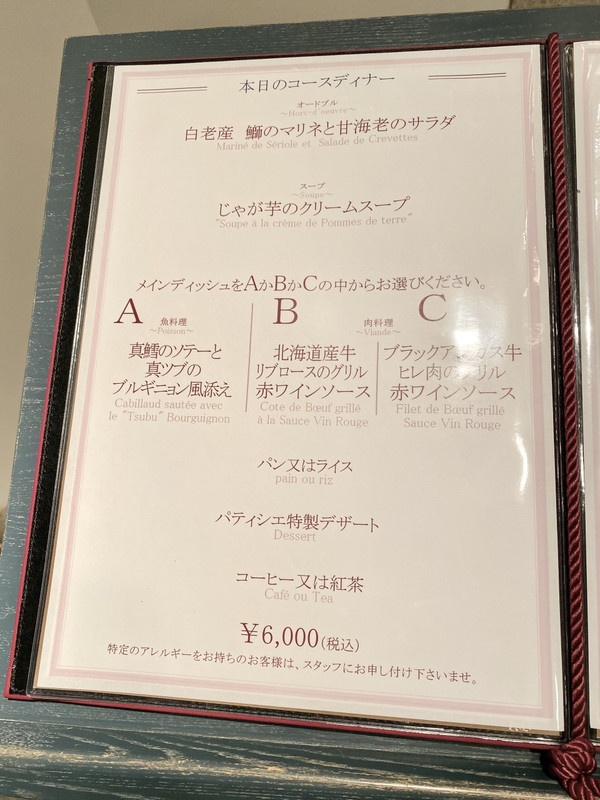 本日のコースディナー
オードブル
～Hors-d'oeuvre～
白老産 鰤のマリネと甘海老のサラダ
Mariné de Sériole et Salade de Crevettes
スープ
～Soupe～
じゃが芋のクリームスープ
"Soupe à la crème de Pommes de terre"
メインディッシュをAかBかCの中からお選びください。
A
魚料理
～Poisson～
真鱈のソテーと
真ツブの
ブルギニョン風添え
Cabillaud sautée avec
le "Tsubu" Bourguignon
B
肉料理
～Viande～
C
北海道産牛
リブロースのグリル
赤ワインソース
Cote de Bœuf grillé
à la Sauce Vin Rouge
ブラックアンガス牛
ヒレ肉のグリル
赤ワインソース
Filet de Bœuf grillé
Sauce Vin Rouge
パン又はライス
pain ou riz
パティシエ特製デザート
Dessert
コーヒー又は紅茶
Café ou Tea
￥6,000(税込)
特定のアレルギーをお持ちのお客様は、スタッフにお申し付け下さいませ。